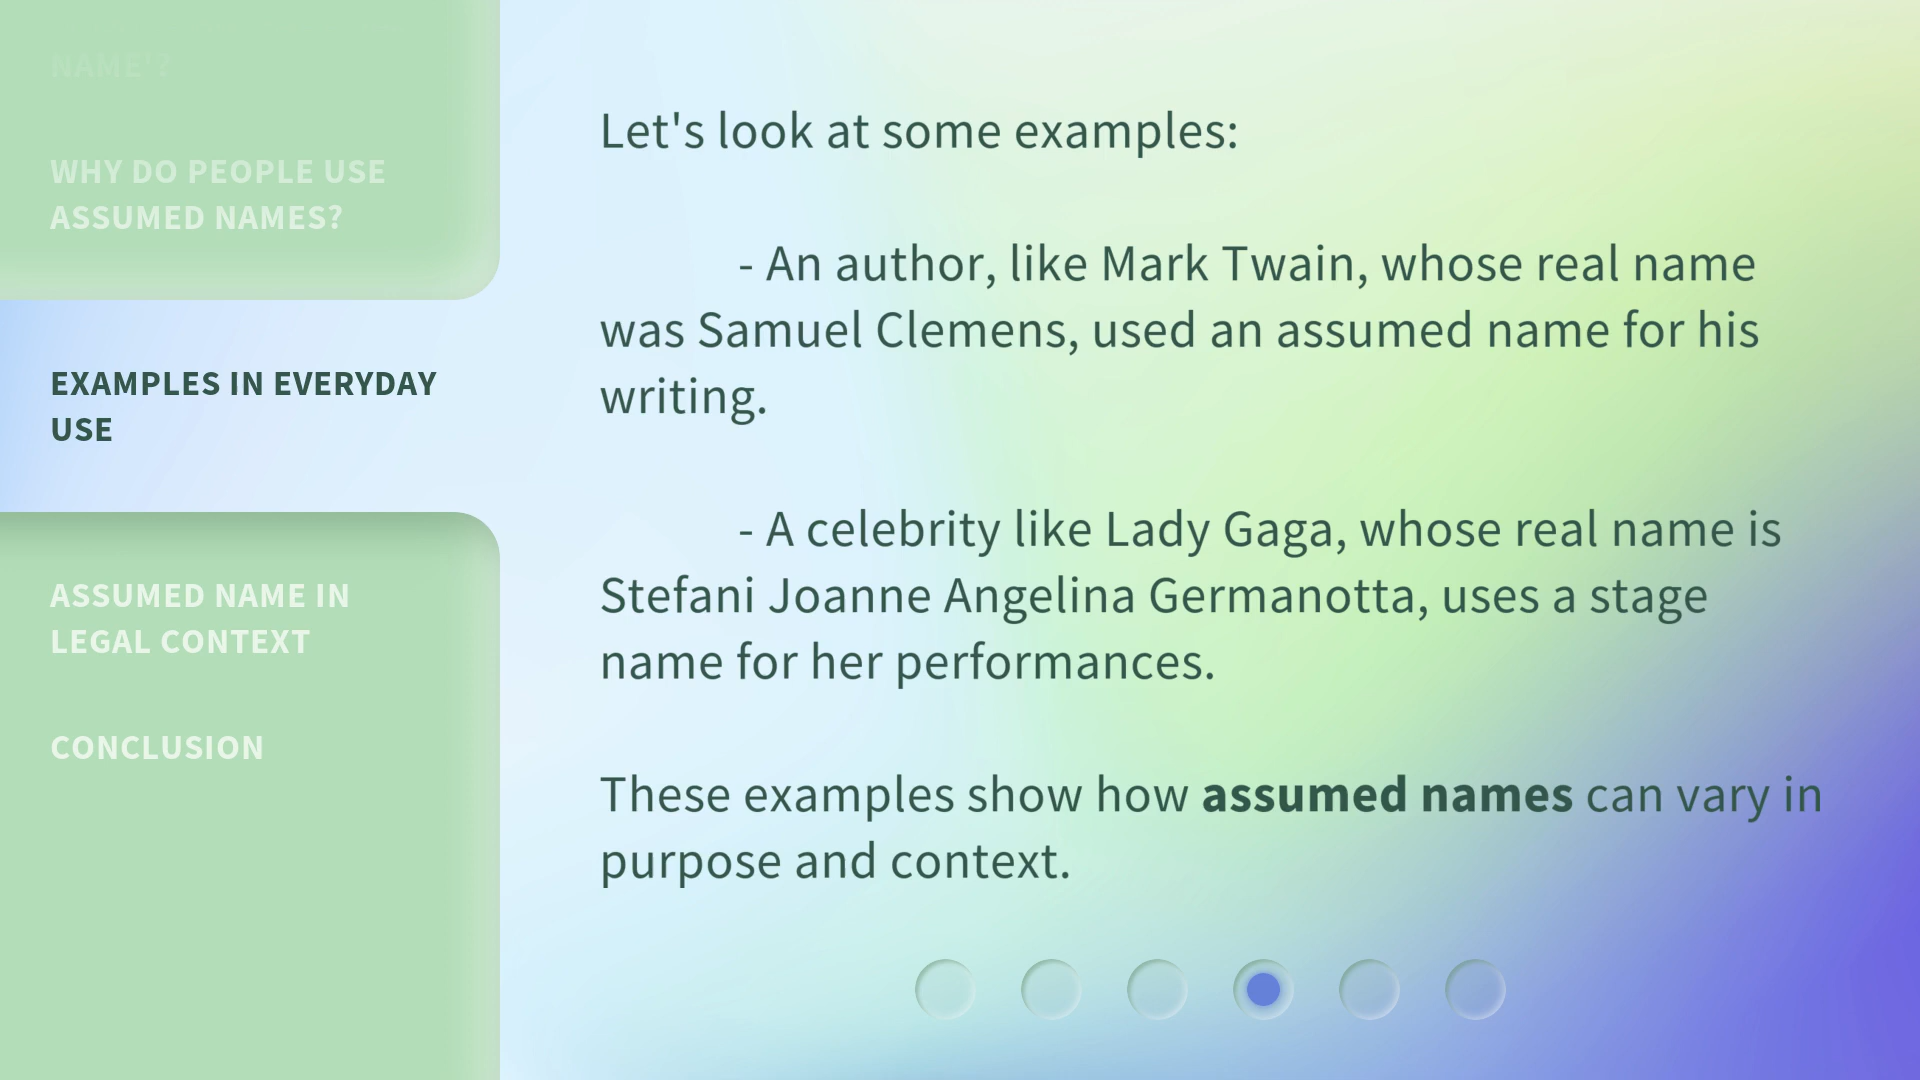 NAME'?
WHY DO PEOPLE USE
ASSUMED NAMES?
EXAMPLES IN EVERYDAY
USE
ASSUMED NAME IN
LEGAL CONTEXT
CONCLUSION
Let's look at some examples:
- An author, like Mark Twain, whose real name
was Samuel Clemens, used an assumed name for his
writing.
- A celebrity like Lady Gaga, whose real name is
Stefani Joanne Angelina Germanotta, uses a stage
name for her performances.
These examples show how assumed names can vary in
purpose and context.